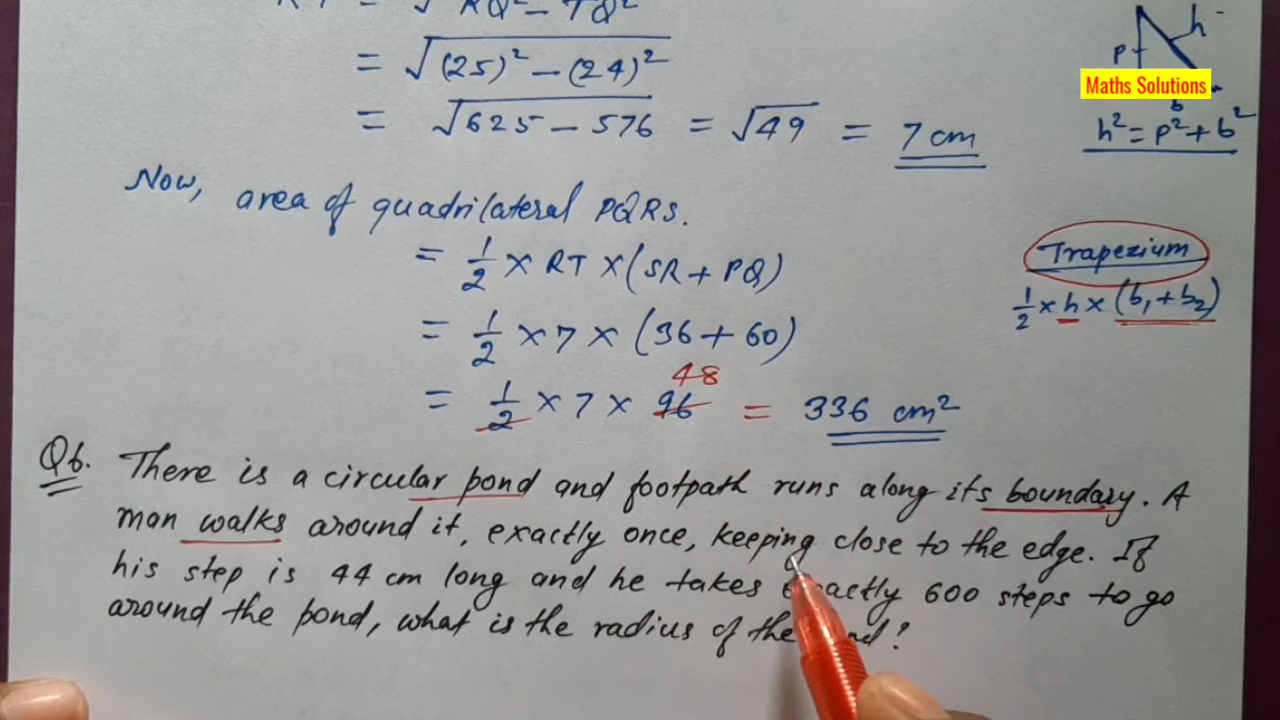 RT = √RQ² − TQ²
= √(25)² − (24)²
= √625 − 576 = √49 = 7 cm
h
p
Maths Solutions
b
h² = p² + b²
Now, area of quadrilateral PQRS.
= 1/2 × RT × (SR + PQ)
Trapezium
1/2 × h × (b₁ + b₂)
= 1/2 × 7 × (36 + 60)
48
= 1/2 × 7 × 96 = 336 cm²
Q6. There is a circular pond and footpath runs along its boundary. A
man walks around it, exactly once, keeping close to the edge. If
his step is 44 cm long and he takes exactly 600 steps to go
around the pond, what is the radius of the pond?